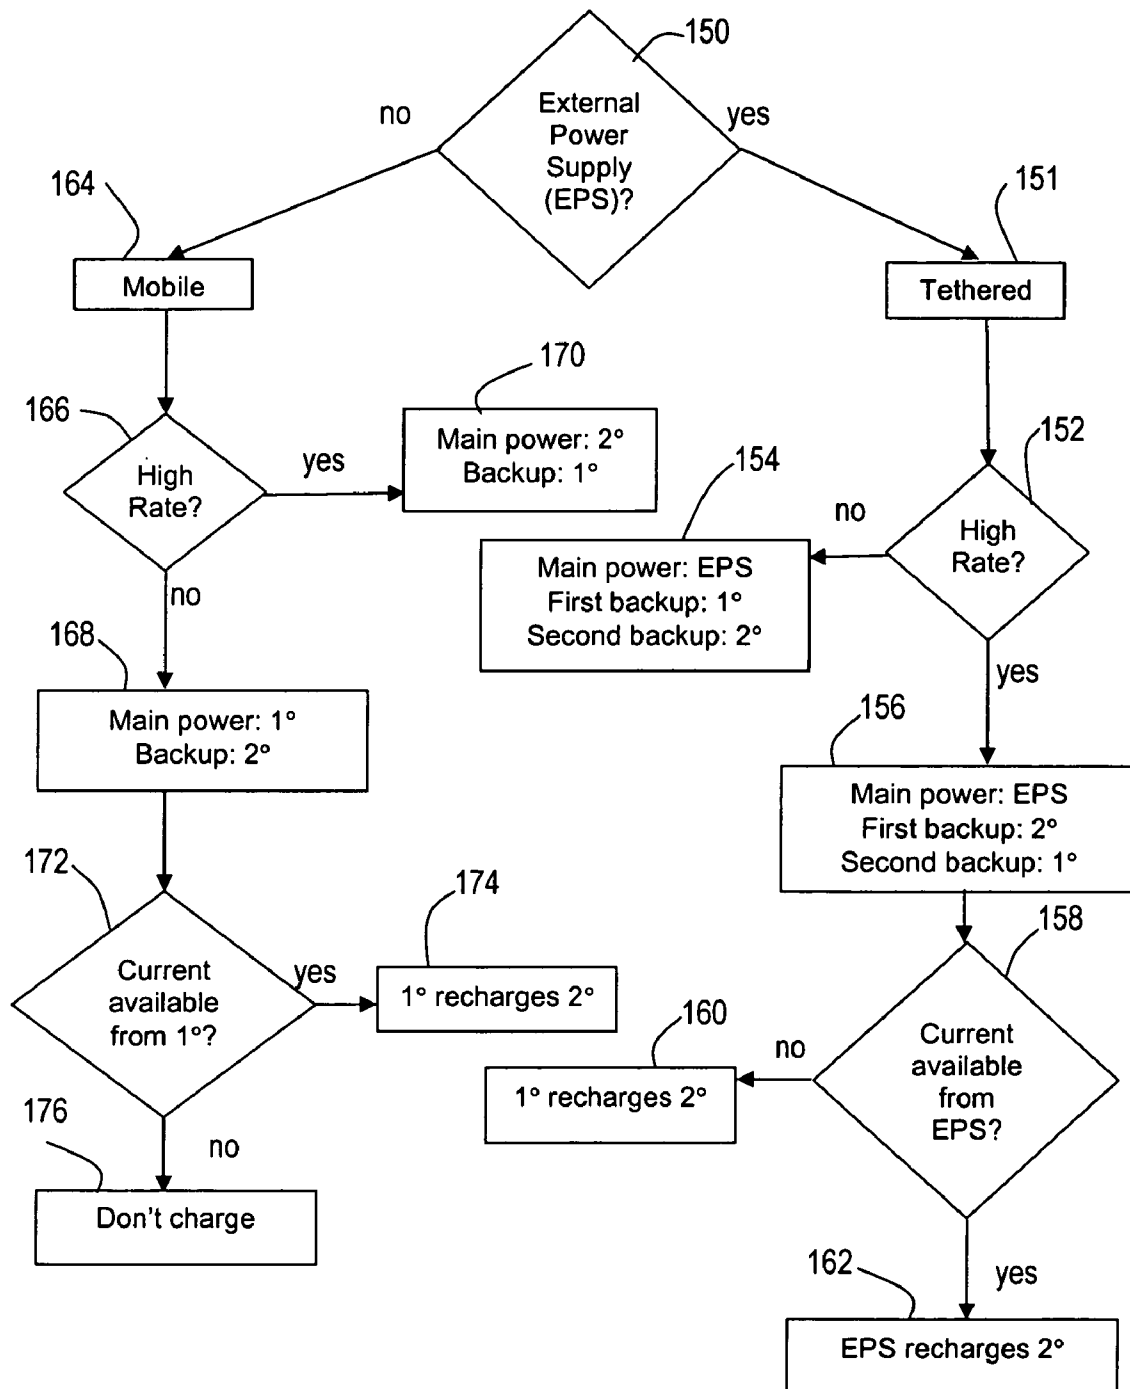 150
External
Power
Supply
(EPS)?
no
yes
164
151
Mobile
Tethered
170
166
Main power: 2°
Backup: 1°
yes
High
Rate?
152
154
no
High
Rate?
Main power: EPS
First backup: 1°
Second backup: 2°
no
168
yes
Main power: 1°
Backup: 2°
156
Main power: EPS
First backup: 2°
Second backup: 1°
172
174
158
Current
available
from 1°?
yes
1° recharges 2°
160
no
Current
available
from
EPS?
1° recharges 2°
176
no
Don't charge
162
yes
EPS recharges 2°